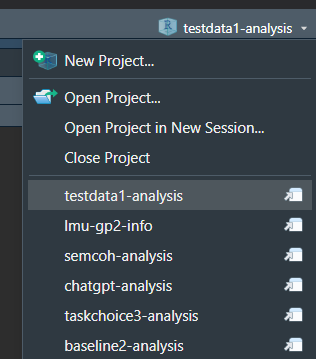 testdata1-analysis
New Project...
Open Project...
Open Project in New Session...
Close Project
testdata1-analysis
lmu-gp2-info
semcoh-analysis
chatgpt-analysis
taskchoice3-analysis
baseline2-analysis